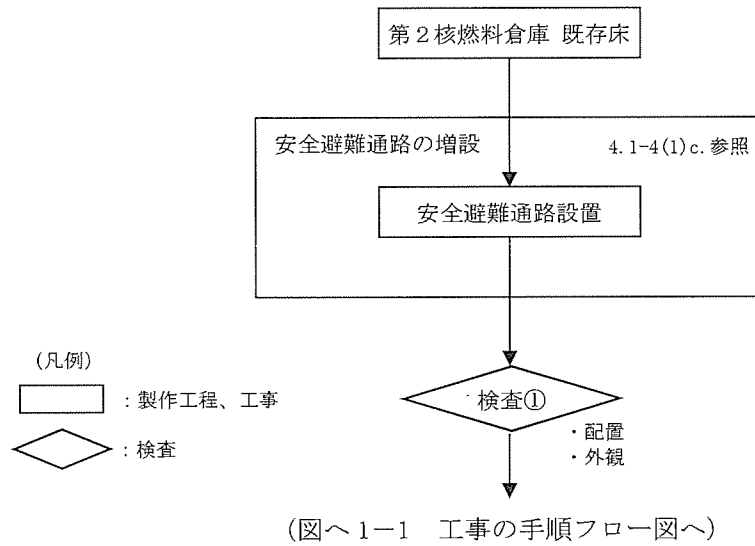 第2核燃料倉庫 既存床
安全避難通路の増設
4.1-4(1)c.参照
安全避難通路設置
検査①
・配置
・外観
(凡例)
：製作工程、工事
：検査
(図へ1－1　工事の手順フロー図へ)